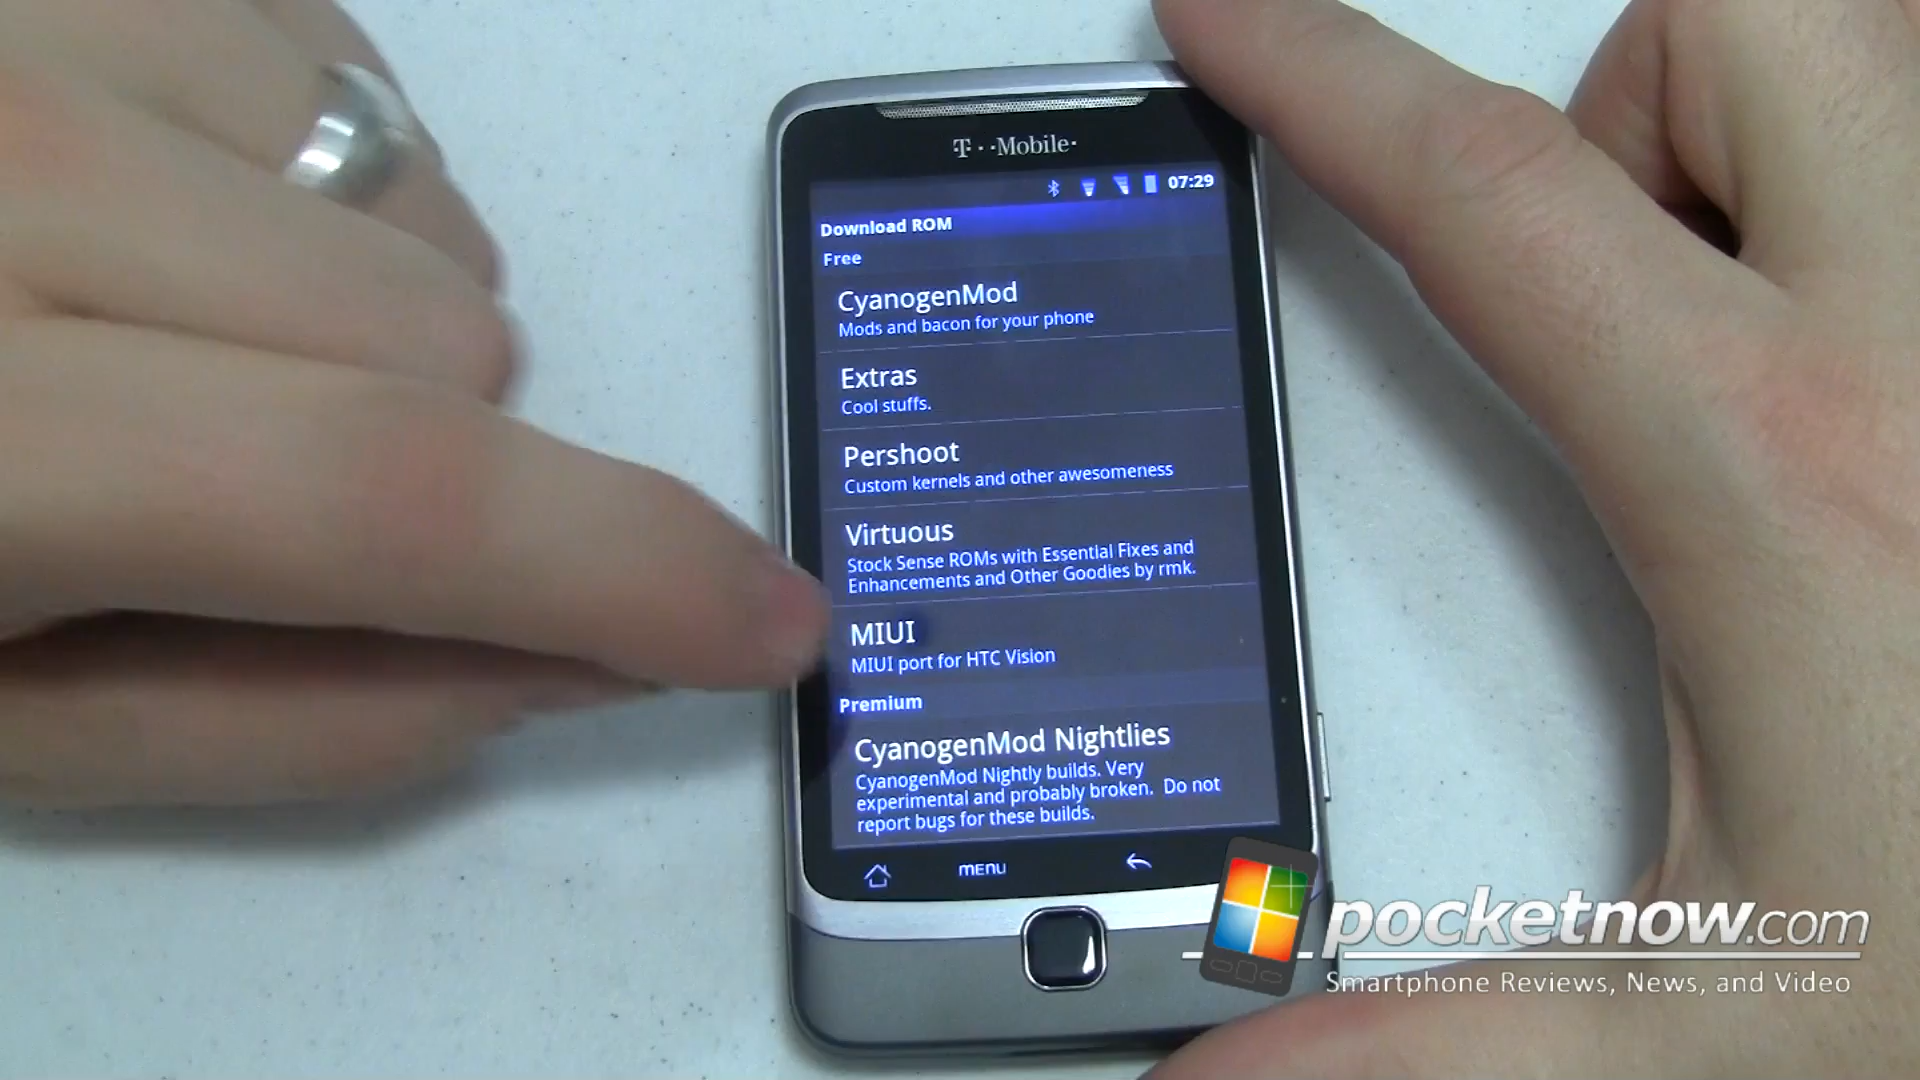 T··Mobile·
07:29
Download ROM
Free
CyanogenMod
Mods and bacon for your phone
Extras
Cool stuffs.
Pershoot
Custom kernels and other awesomeness
Virtuous
Stock Sense ROMs with Essential Fixes and
Enhancements and Other Goodies by rmk.
MIUI
MIUI port for HTC Vision
Premium
CyanogenMod Nightlies
CyanogenMod Nightly builds. Very
experimental and probably broken. Do not
report bugs for these builds.
MENU
pocketnow.com
Smartphone Reviews, News, and Video